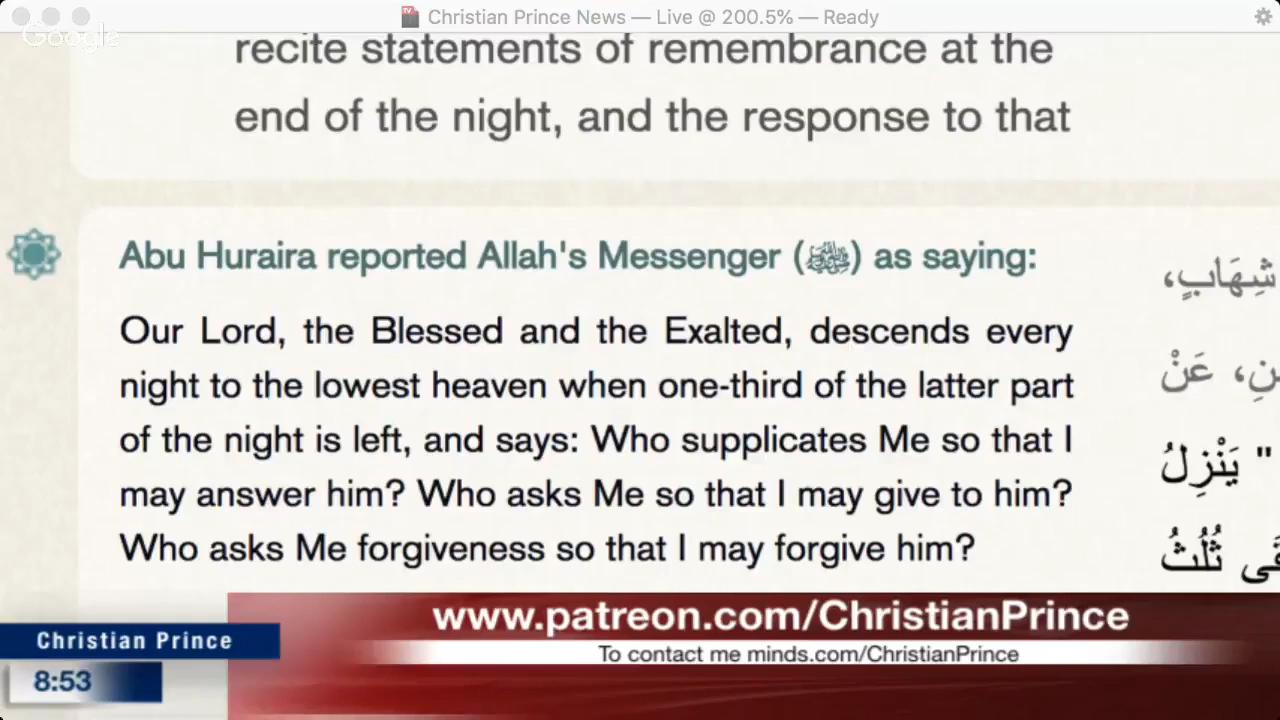 Christian Prince News — Live @ 200.5% — Ready
Google
recite statements of remembrance at the
end of the night, and the response to that
Abu Huraira reported Allah's Messenger (ﷺ) as saying:
Our Lord, the Blessed and the Exalted, descends every
night to the lowest heaven when one-third of the latter part
of the night is left, and says: Who supplicates Me so that I
may answer him? Who asks Me so that I may give to him?
Who asks Me forgiveness so that I may forgive him?
شِهَابٍ،
عَنْ
" يَنْزِلُ
ثُلُثُ
www.patreon.com/ChristianPrince
Christian Prince
To contact me minds.com/ChristianPrince
8:53